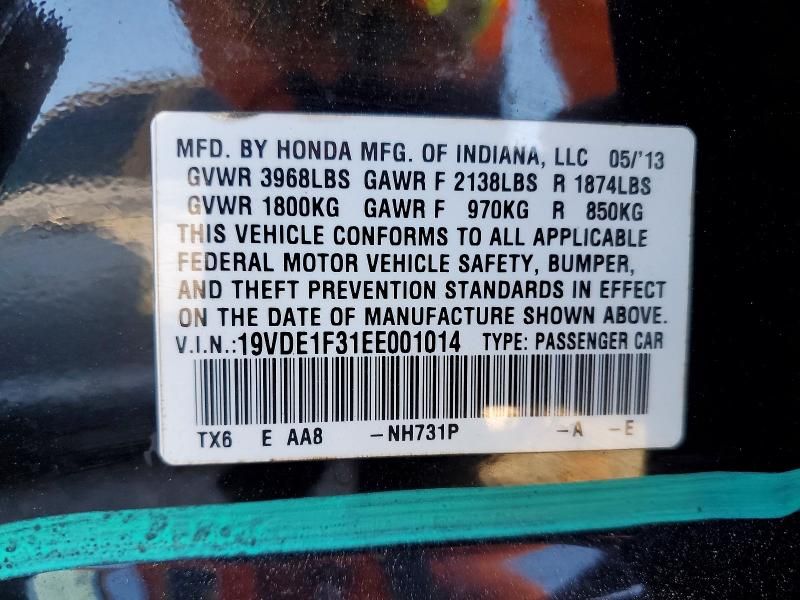 MFD. BY HONDA MFG. OF INDIANA, LLC 05/'13
GVWR 3968LBS GAWR F 2138LBS R 1874LBS
GVWR 1800KG GAWR F 970KG R 850KG
THIS VEHICLE CONFORMS TO ALL APPLICABLE
FEDERAL MOTOR VEHICLE SAFETY, BUMPER,
AND THEFT PREVENTION STANDARDS IN EFFECT
ON THE DATE OF MANUFACTURE SHOWN ABOVE.
V.I.N.:19VDE1F31EE001014 TYPE: PASSENGER CAR
TX6 E AA8 -NH731P -A -E